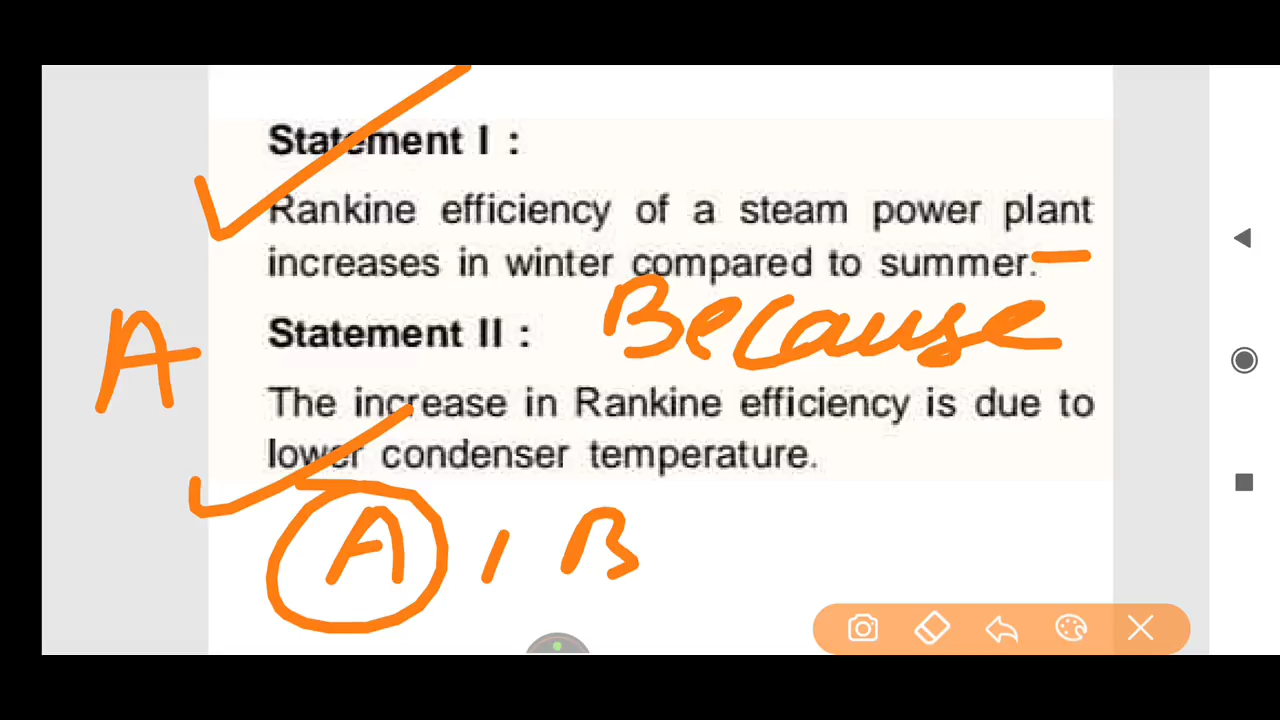 Statement I :
Rankine efficiency of a steam power plant
increases in winter compared to summer.
Because
Statement II :
A
The increase in Rankine efficiency is due to
lower condenser temperature.
A , B